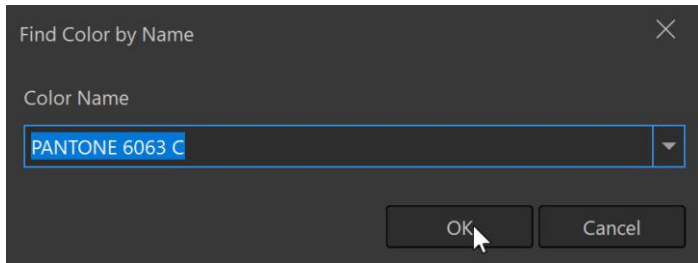 Find Color by Name
Color Name
PANTONE 6063 C
OK
Cancel